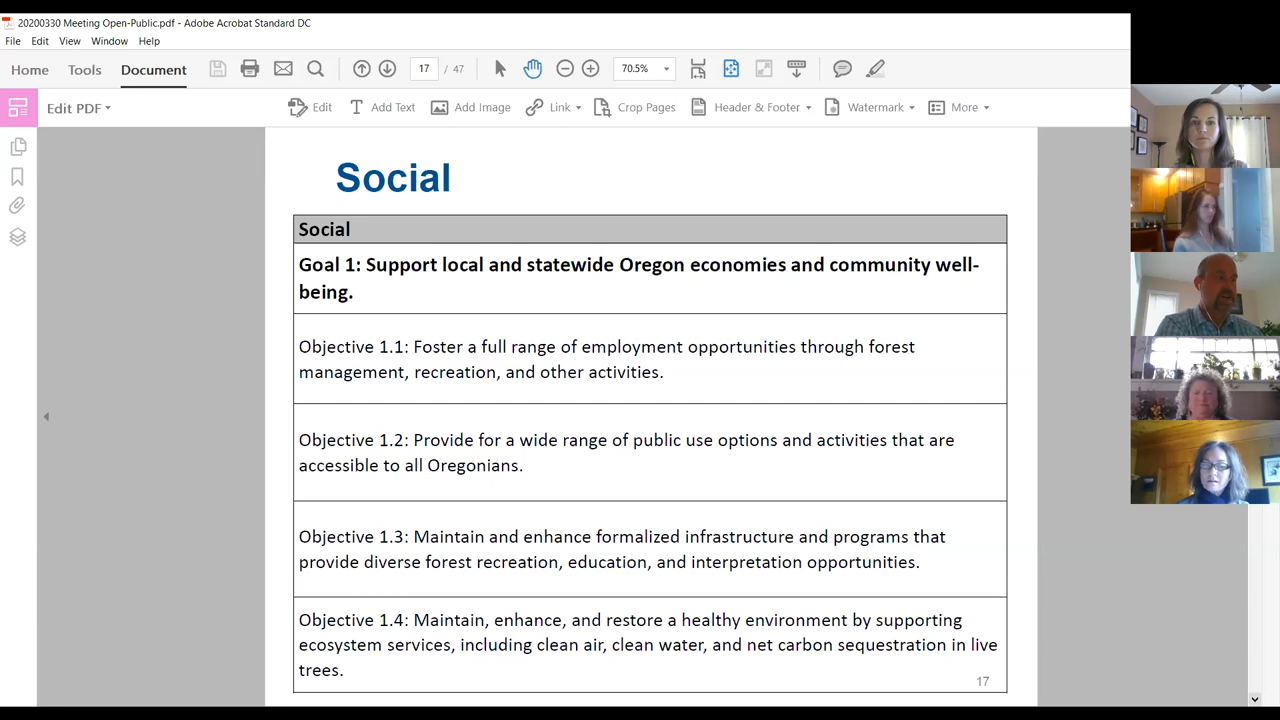 20200330 Meeting Open-Public.pdf - Adobe Acrobat Standard DC
File Edit View Window Help
Home Tools Document 17 / 47 70.5%
Edit PDF Edit Add Text Add Image Link Crop Pages Header & Footer Watermark More
Social
Social
Goal 1: Support local and statewide Oregon economies and community well-
being.
Objective 1.1: Foster a full range of employment opportunities through forest
management, recreation, and other activities.
Objective 1.2: Provide for a wide range of public use options and activities that are
accessible to all Oregonians.
Objective 1.3: Maintain and enhance formalized infrastructure and programs that
provide diverse forest recreation, education, and interpretation opportunities.
Objective 1.4: Maintain, enhance, and restore a healthy environment by supporting
ecosystem services, including clean air, clean water, and net carbon sequestration in live
trees.
17